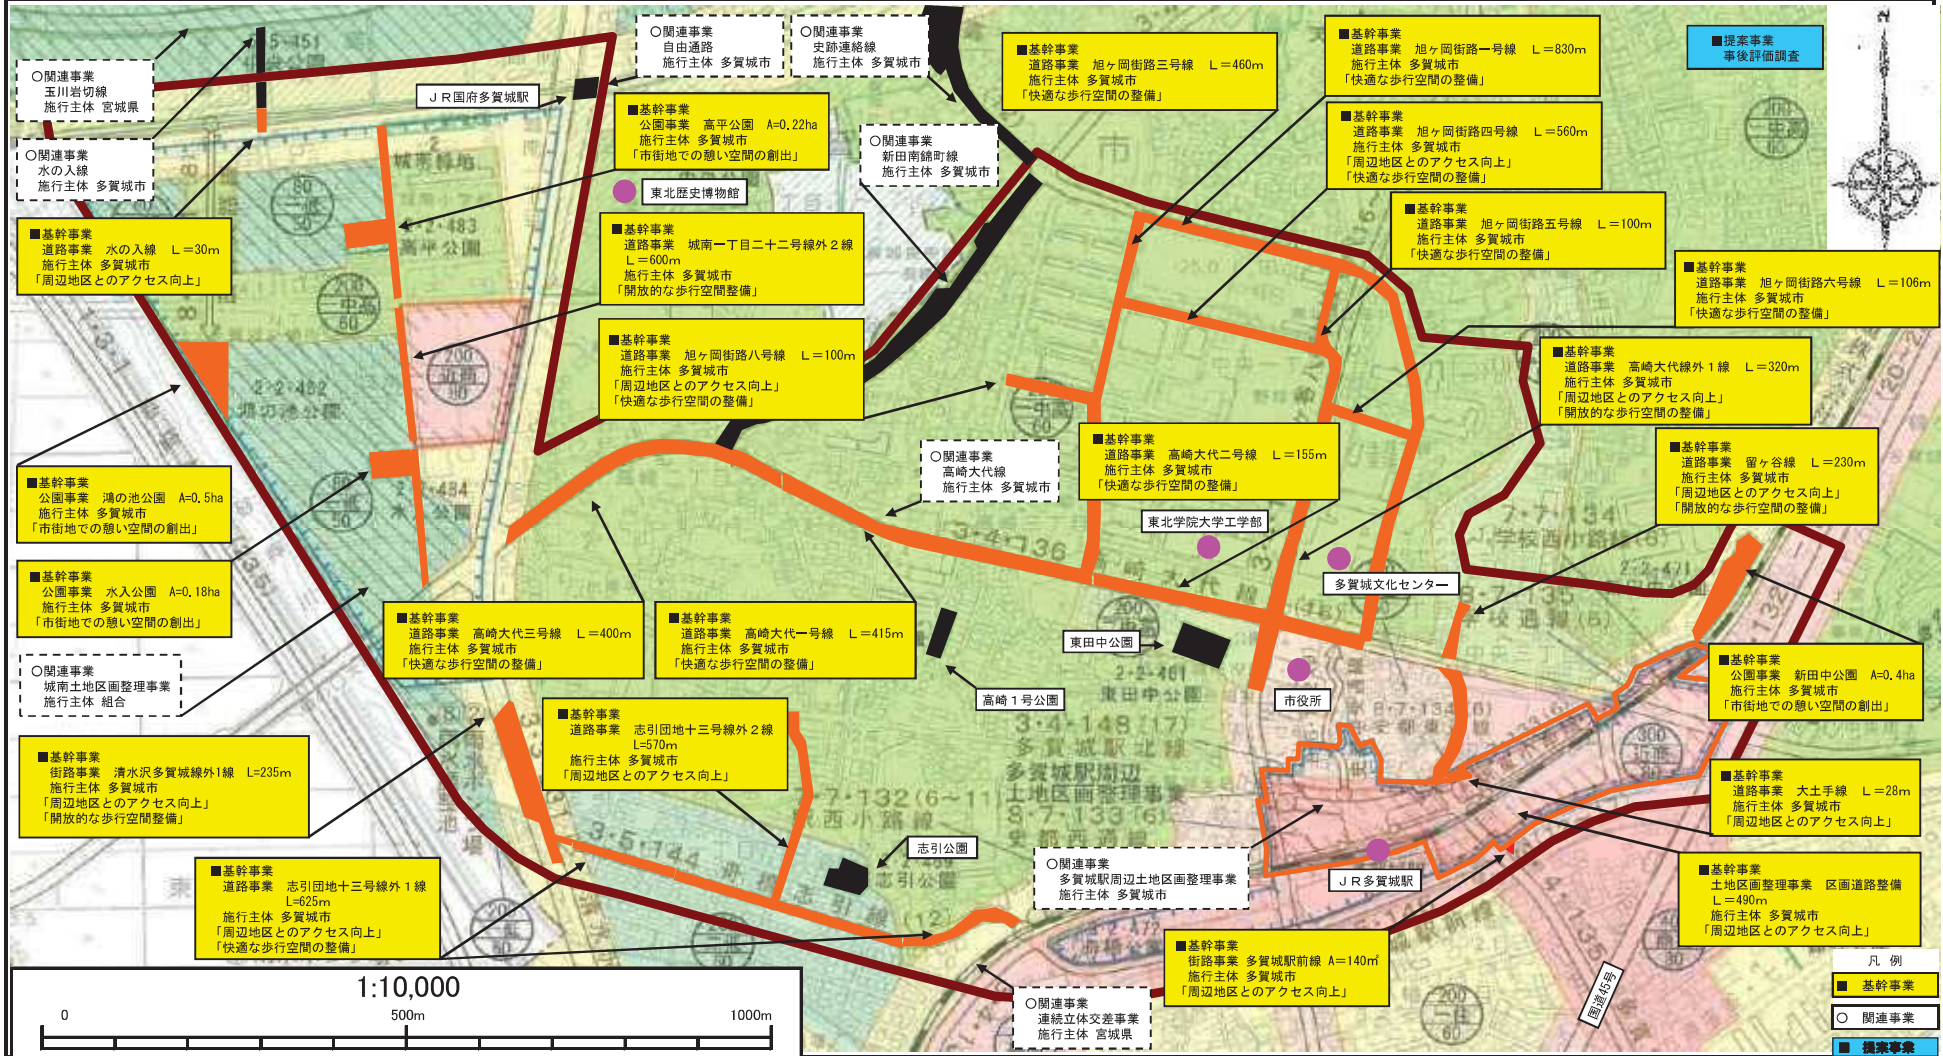 ○関連事業
玉川岩切線
施行主体 宮城県
○関連事業
水の入線
施行主体 多賀城市
■基幹事業
道路事業 水の入線 L=30m
施行主体 多賀城市
「周辺地区とのアクセス向上」
■基幹事業
公園事業 鴻の池公園 A=0.5ha
施行主体 多賀城市
「市街地での憩い空間の創出」
■基幹事業
公園事業 水入公園 A=0.18ha
施行主体 多賀城市
「市街地での憩い空間の創出」
○関連事業
城南土地区画整理事業
施行主体 組合
■基幹事業
街路事業 清水沢多賀城線外1線 L=235m
施行主体 多賀城市
「周辺地区とのアクセス向上」
「開放的な歩行空間整備」
■基幹事業
道路事業 志引団地十三号線外1線
L=625m
施行主体 多賀城市
「周辺地区とのアクセス向上」
「快適な歩行空間の整備」
○関連事業
自由通路
施行主体 多賀城市
○関連事業
史跡連絡線
施行主体 多賀城市
JR国府多賀城駅
■基幹事業
公園事業 高平公園 A=0.22ha
施行主体 多賀城市
「市街地での憩い空間の創出」
東北歴史博物館
○関連事業
新田南錦町線
施行主体 多賀城市
■基幹事業
道路事業 城南一丁目二十二号線外2線
L=600m
施行主体 多賀城市
「開放的な歩行空間整備」
■基幹事業
道路事業 旭ヶ岡街路八号線 L=100m
施行主体 多賀城市
「周辺地区とのアクセス向上」
「快適な歩行空間の整備」
■基幹事業
道路事業 旭ヶ岡街路三号線 L=460m
施行主体 多賀城市
「快適な歩行空間の整備」
■基幹事業
道路事業 旭ヶ岡街路一号線 L=830m
施行主体 多賀城市
「快適な歩行空間の整備」
■基幹事業
道路事業 旭ヶ岡街路四号線 L=560m
施行主体 多賀城市
「周辺地区とのアクセス向上」
「快適な歩行空間の整備」
■基幹事業
道路事業 旭ヶ岡街路五号線 L=100m
施行主体 多賀城市
「快適な歩行空間の整備」
■提案事業
事後評価調査
■基幹事業
道路事業 旭ヶ岡街路六号線 L=106m
施行主体 多賀城市
「快適な歩行空間の整備」
■基幹事業
道路事業 高崎大代線外1線 L=320m
施行主体 多賀城市
「周辺地区とのアクセス向上」
「開放的な歩行空間の整備」
■基幹事業
道路事業 留ヶ谷線 L=230m
施行主体 多賀城市
「周辺地区とのアクセス向上」
「開放的な歩行空間の整備」
○関連事業
高崎大代線
施行主体 多賀城市
■基幹事業
道路事業 高崎大代二号線 L=155m
施行主体 多賀城市
「快適な歩行空間の整備」
東北学院大学工学部
多賀城文化センター
■基幹事業
道路事業 高崎大代三号線 L=400m
施行主体 多賀城市
「快適な歩行空間の整備」
■基幹事業
道路事業 高崎大代一号線 L=415m
施行主体 多賀城市
「快適な歩行空間の整備」
東田中公園
高崎1号公園
市役所
■基幹事業
公園事業 新田中公園 A=0.4ha
施行主体 多賀城市
「市街地での憩い空間の創出」
■基幹事業
道路事業 志引団地十三号線外2線
L=570m
施行主体 多賀城市
「周辺地区とのアクセス向上」
■基幹事業
道路事業 大土手線 L=28m
施行主体 多賀城市
「周辺地区とのアクセス向上」
志引公園
○関連事業
多賀城駅周辺土地区画整理事業
施行主体 多賀城市
JR多賀城駅
■基幹事業
土地区画整理事業 区画道路整備
L=490m
施行主体 多賀城市
「周辺地区とのアクセス向上」
■基幹事業
街路事業 多賀城駅前線 A=140㎡
施行主体 多賀城市
「周辺地区とのアクセス向上」
○関連事業
連続立体交差事業
施行主体 宮城県
国道45号
凡 例
■ 基幹事業
○ 関連事業
■ 提案事業
1:10,000
0 500m 1000m
2-2-483
高平公園
2-2-482
3・4・136
高崎大代線
2-2-461
東田中公園
3・5・144
志引公園
多賀城駅周辺
土地区画整理事業